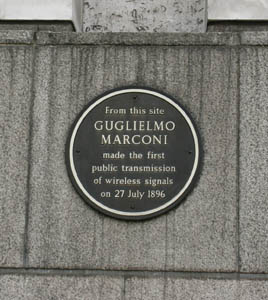 From this site
GUGLIELMO
MARCONI
made the first
public transmission
of wireless signals
on 27 July 1896